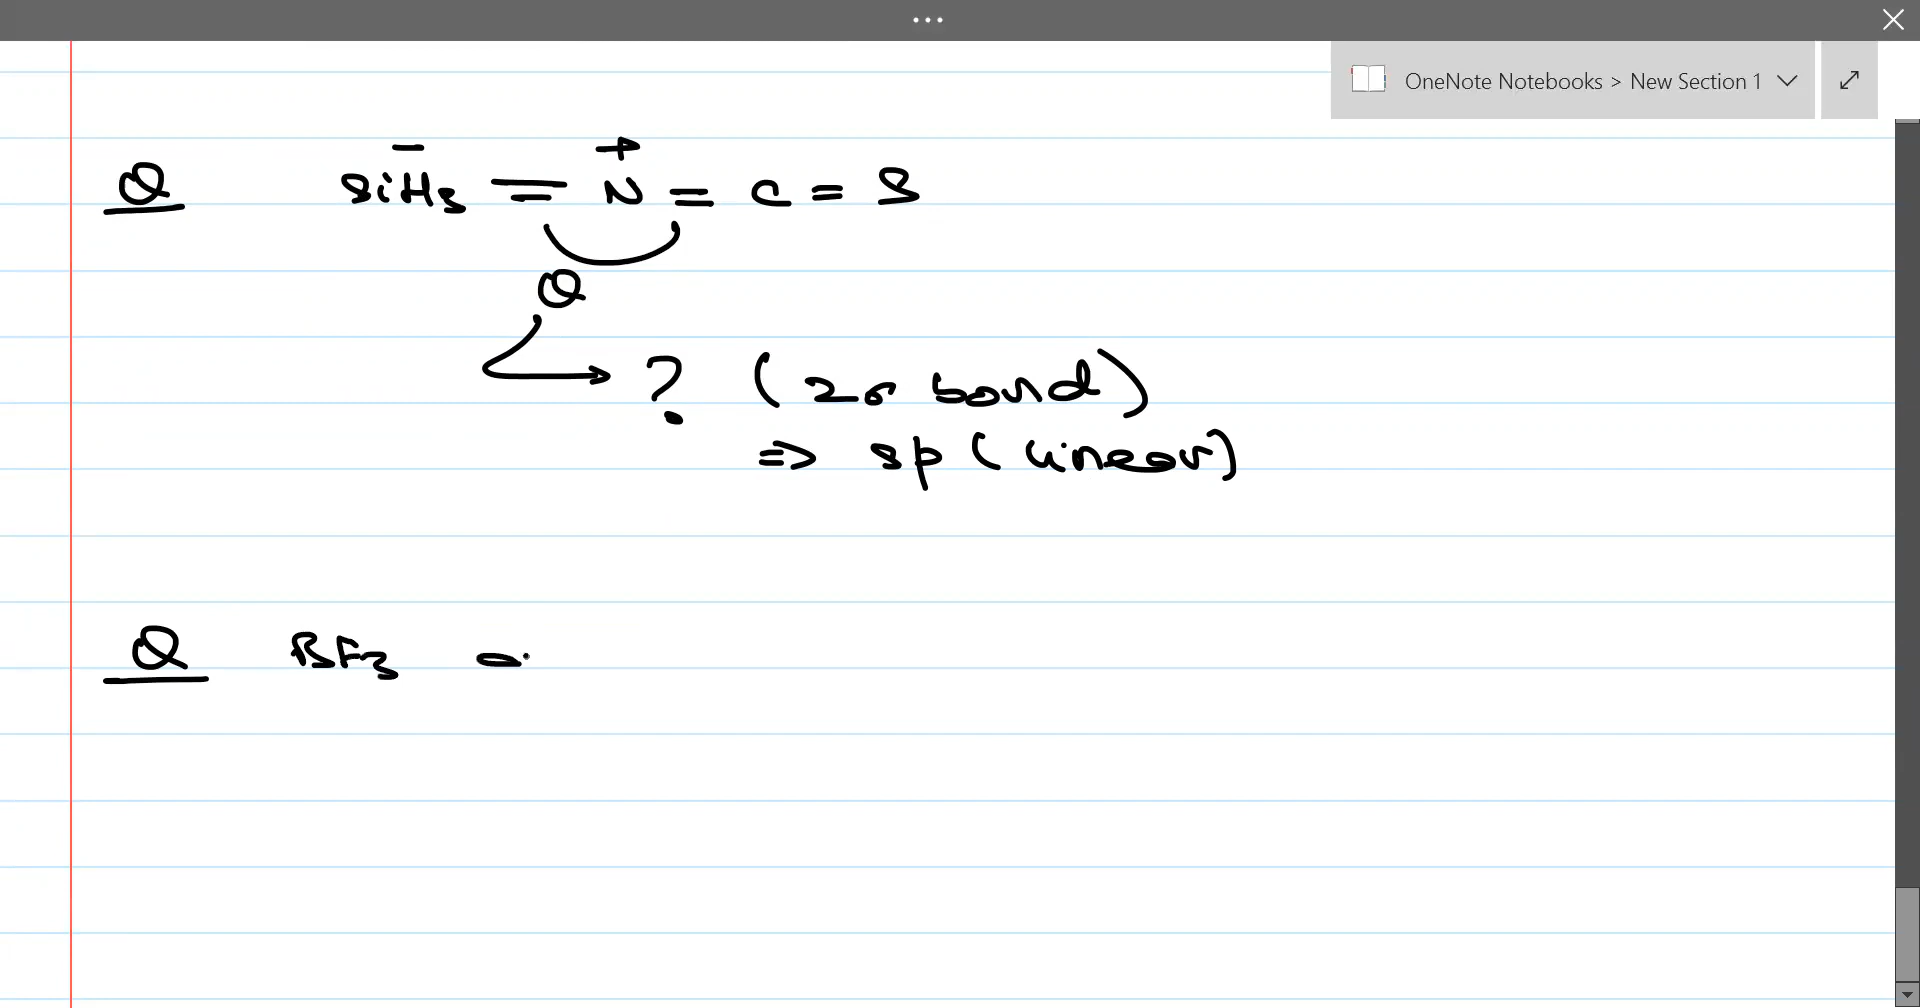 OneNote Notebooks > New Section 1
Q SiH₃⁻ = N⁺ = C = S
Q
→ ? (2σ bond)
⇒ sp (linear)
Q BF₃